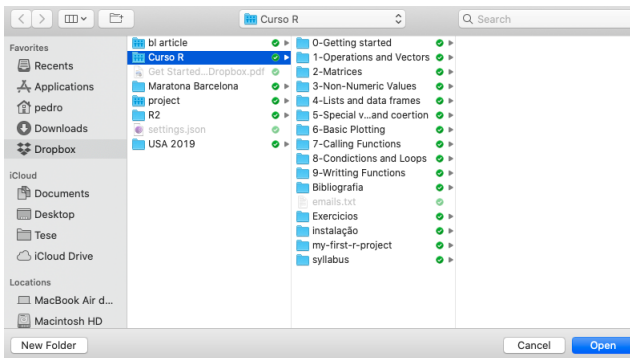 Curso R
Search
Favorites
Recents
Applications
pedro
Downloads
Dropbox
iCloud
Documents
Desktop
Tese
iCloud Drive
Locations
MacBook Air d...
Macintosh HD
bl article
Curso R
Get Started...Dropbox.pdf
Maratona Barcelona
project
R2
settings.json
USA 2019
0-Getting started
1-Operations and Vectors
2-Matrices
3-Non-Numeric Values
4-Lists and data frames
5-Special v...and coertion
6-Basic Plotting
7-Calling Functions
8-Condictions and Loops
9-Writting Functions
Bibliografia
emails.txt
Exercicios
instalação
my-first-r-project
syllabus
New Folder
Cancel
Open